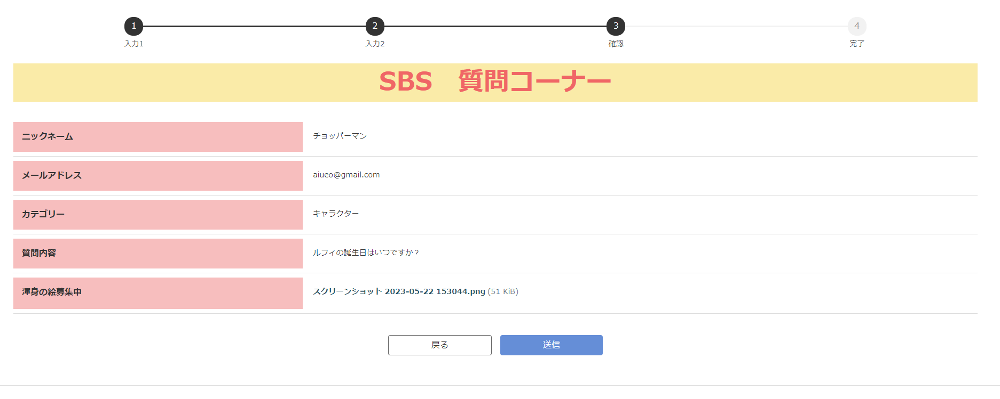 1 2 3 4
入力1 入力2 確認 完了
SBS　質問コーナー
ニックネーム チョッパーマン
メールアドレス aiueo@gmail.com
カテゴリー キャラクター
質問内容 ルフィの誕生日はいつですか？
渾身の絵募集中 スクリーンショット 2023-05-22 153044.png (51 KiB)
戻る 送信